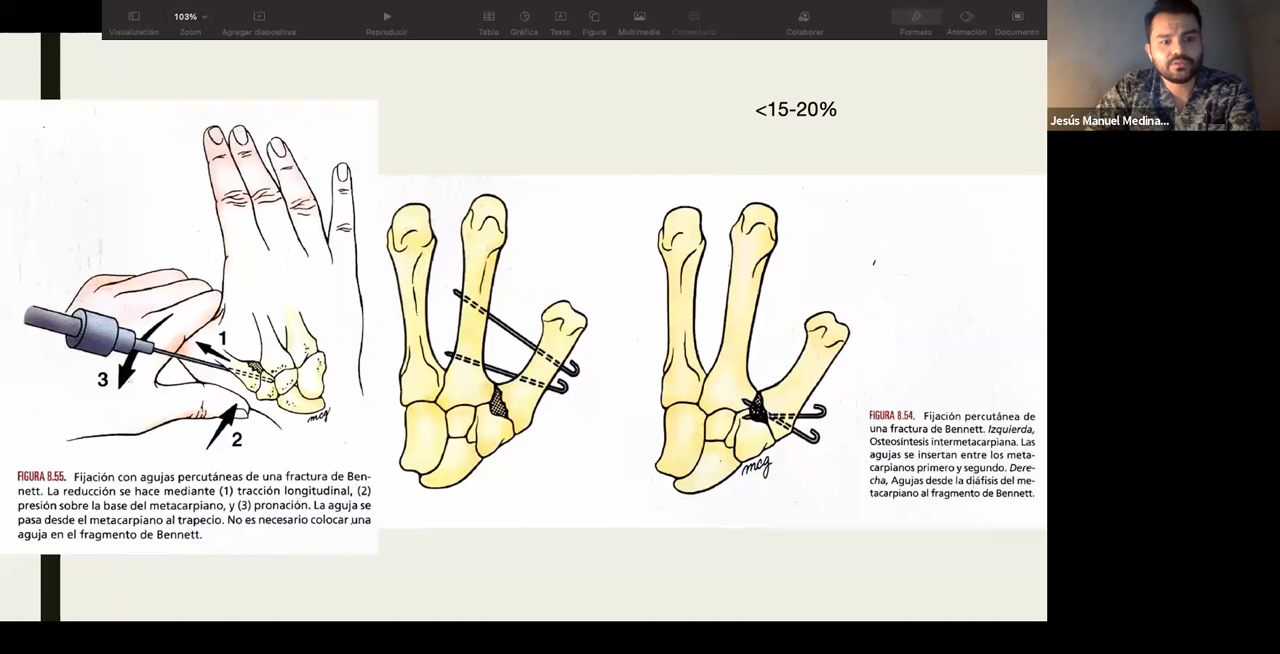 103%
Visualización
Zoom
Agregar diapositiva
Reproducir
Tabla
Gráfica
Texto
Figura
Multimedia
Comentario
Colaborar
Formato
Animación
Documento
Jesús Manuel Medina...
<15-20%
1
3
2
mcg
FIGURA 8.55. Fijación con agujas percutáneas de una fractura de Ben-
nett. La reducción se hace mediante (1) tracción longitudinal, (2)
presión sobre la base del metacarpiano, y (3) pronación. La aguja se
pasa desde el metacarpiano al trapecio. No es necesario colocar una
aguja en el fragmento de Bennett.
mcg
FIGURA 8.54. Fijación percutánea de
una fractura de Bennett. Izquierda,
Osteosíntesis intermetacarpiana. Las
agujas se insertan entre los meta-
carpianos primero y segundo. Dere-
cha, Agujas desde la diáfisis del me-
tacarpiano al fragmento de Bennett.